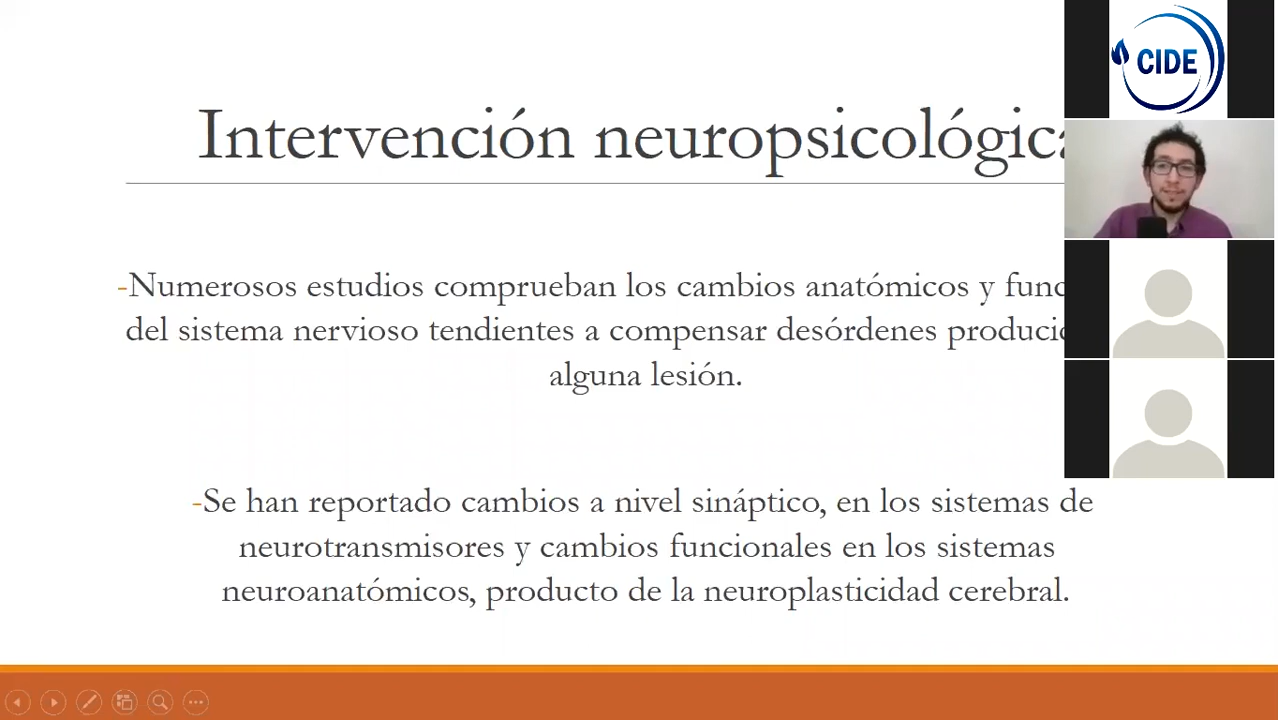 Intervención neuropsicológica
-Numerosos estudios comprueban los cambios anatómicos y
del sistema nervioso tendientes a compensar desórdenes
alguna lesión.
-Se han reportado cambios a nivel sináptico, en los sistemas de
neurotransmisores y cambios funcionales en los sistemas
neuroanatómicos, producto de la neuroplasticidad cerebral.
CIDE